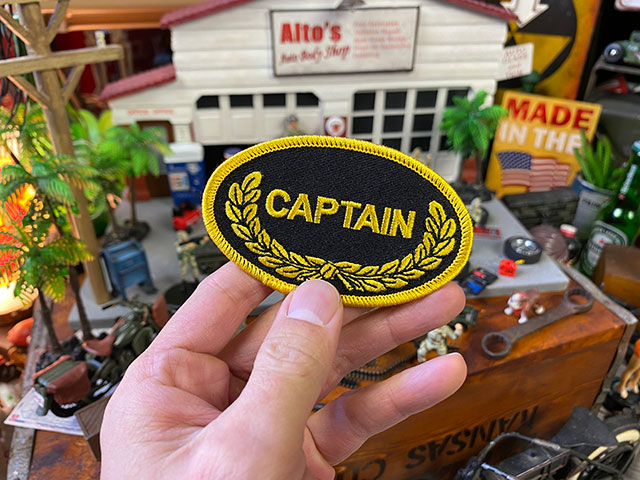 Alto's
Auto Body Shop
CAPTAIN
MADE
IN THE
KANSAS